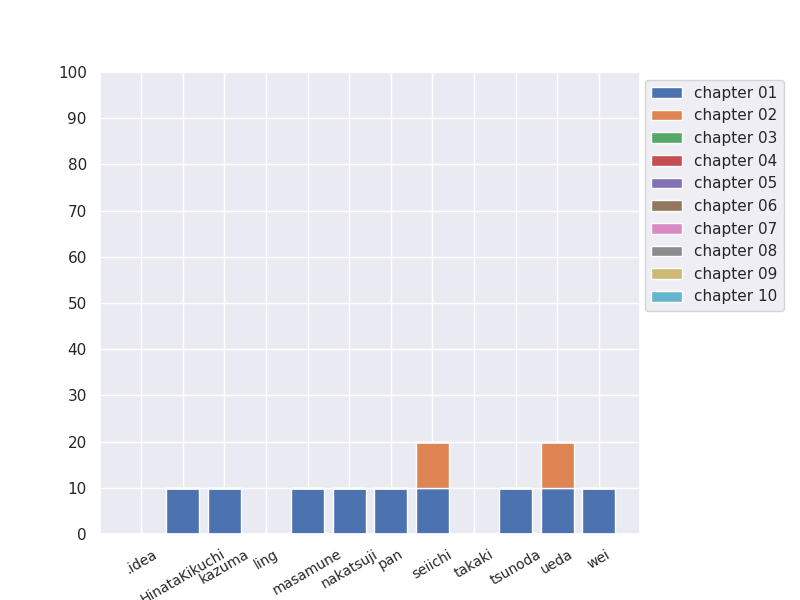 100
90
80
70
60
50
40
30
20
10
0
.idea
HinataKikuchi
kazuma
ling
masamune
nakatsuji
pan
seiichi
takaki
tsunoda
ueda
wei
chapter 01
chapter 02
chapter 03
chapter 04
chapter 05
chapter 06
chapter 07
chapter 08
chapter 09
chapter 10